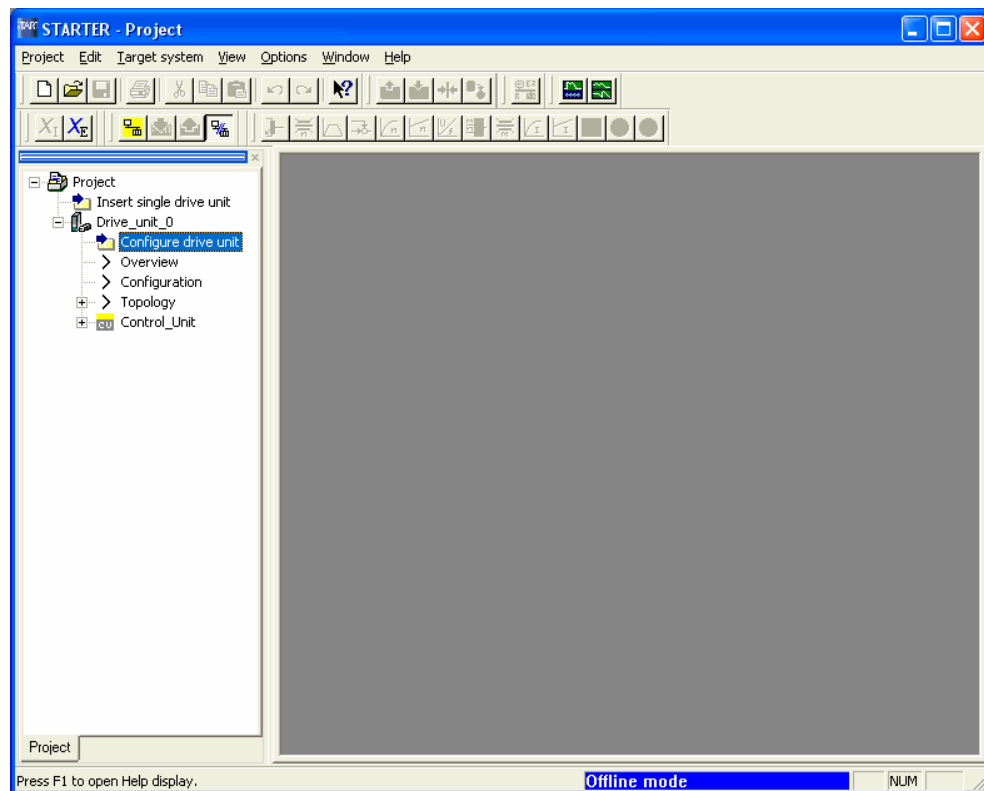 STARTER - Project
Project Edit Target system View Options Window Help
Project
Insert single drive unit
Drive_unit_0
Configure drive unit
Overview
Configuration
Topology
Control_Unit
Project
Press F1 to open Help display.
Offline mode
NUM